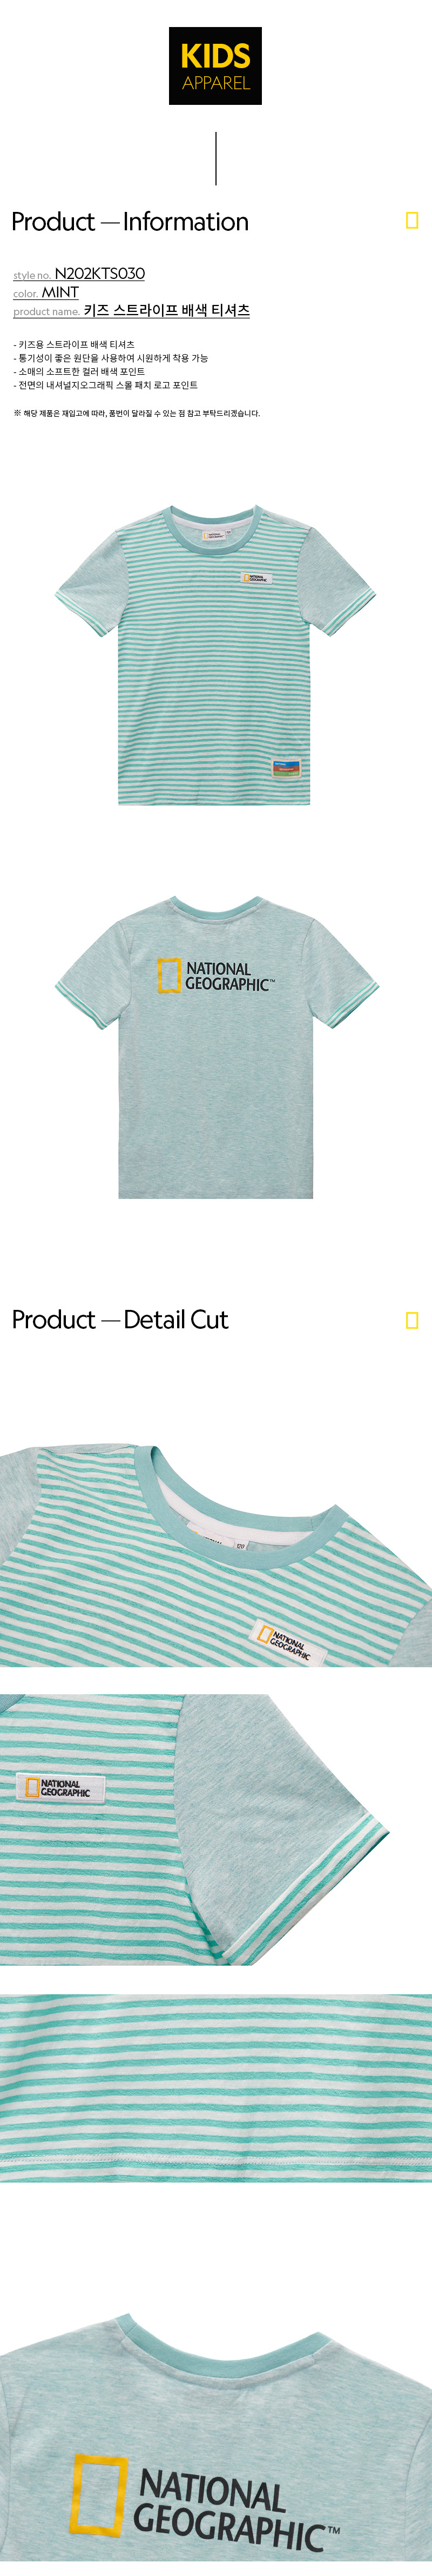 KIDS
APPAREL
Product — Information
style no. N202KTS030
color. MINT
product name. 키즈 스트라이프 배색 티셔츠
- 키즈용 스트라이프 배색 티셔츠
- 통기성이 좋은 원단을 사용하여 시원하게 착용 가능
- 소매의 소프트한 컬러 배색 포인트
- 전면의 내셔널지오그래픽 스몰 패치 로고 포인트
※ 해당 제품은 재입고에 따라, 품번이 달라질 수 있는 점 참고 부탁드리겠습니다.
NATIONAL
GEOGRAPHIC
NATIONAL
GEOGRAPHIC
NATIONAL
GEOGRAPHIC™
Product — Detail Cut
120
NATIONAL
GEOGRAPHIC
NATIONAL
GEOGRAPHIC
NATIONAL
GEOGRAPHIC™